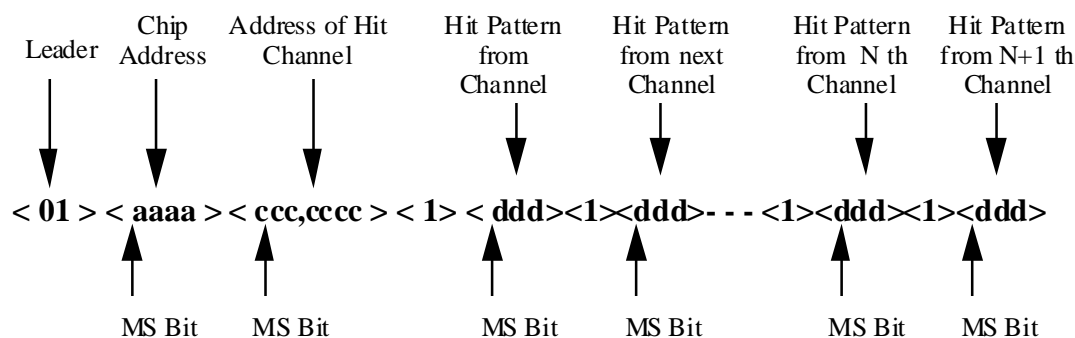 Leader
Chip
Address
Address of Hit
Channel
Hit Pattern
from
Channel
Hit Pattern
from next
Channel
Hit Pattern
from N th
Channel
Hit Pattern
from N+1 th
Channel
< 01 > < aaaa > < ccc,cccc > < 1> < ddd><1><ddd>- - - <1><ddd><1><ddd>
MS Bit
MS Bit
MS Bit
MS Bit
MS Bit
MS Bit